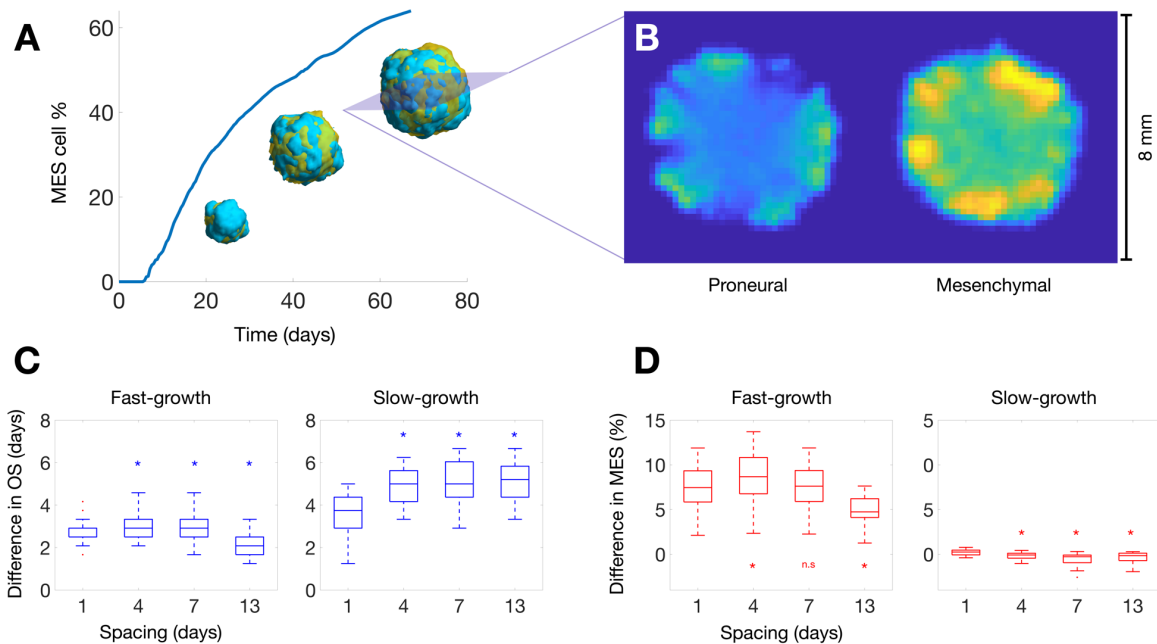 A
MES cell %
60
40
20
0
0 20 40 60 80
Time (days)
B
Proneural Mesenchymal
8 mm
C
Fast-growth Slow-growth
Difference in OS (days)
8
6
4
2
0
* * *
1 4 7 13
Spacing (days)
8
6
4
2
0
* * *
1 4 7 13
D
Fast-growth Slow-growth
Difference in MES (%)
15
10
5
0
* n.s *
1 4 7 13
Spacing (days)
5
0
5
0
* * *
1 4 7 13